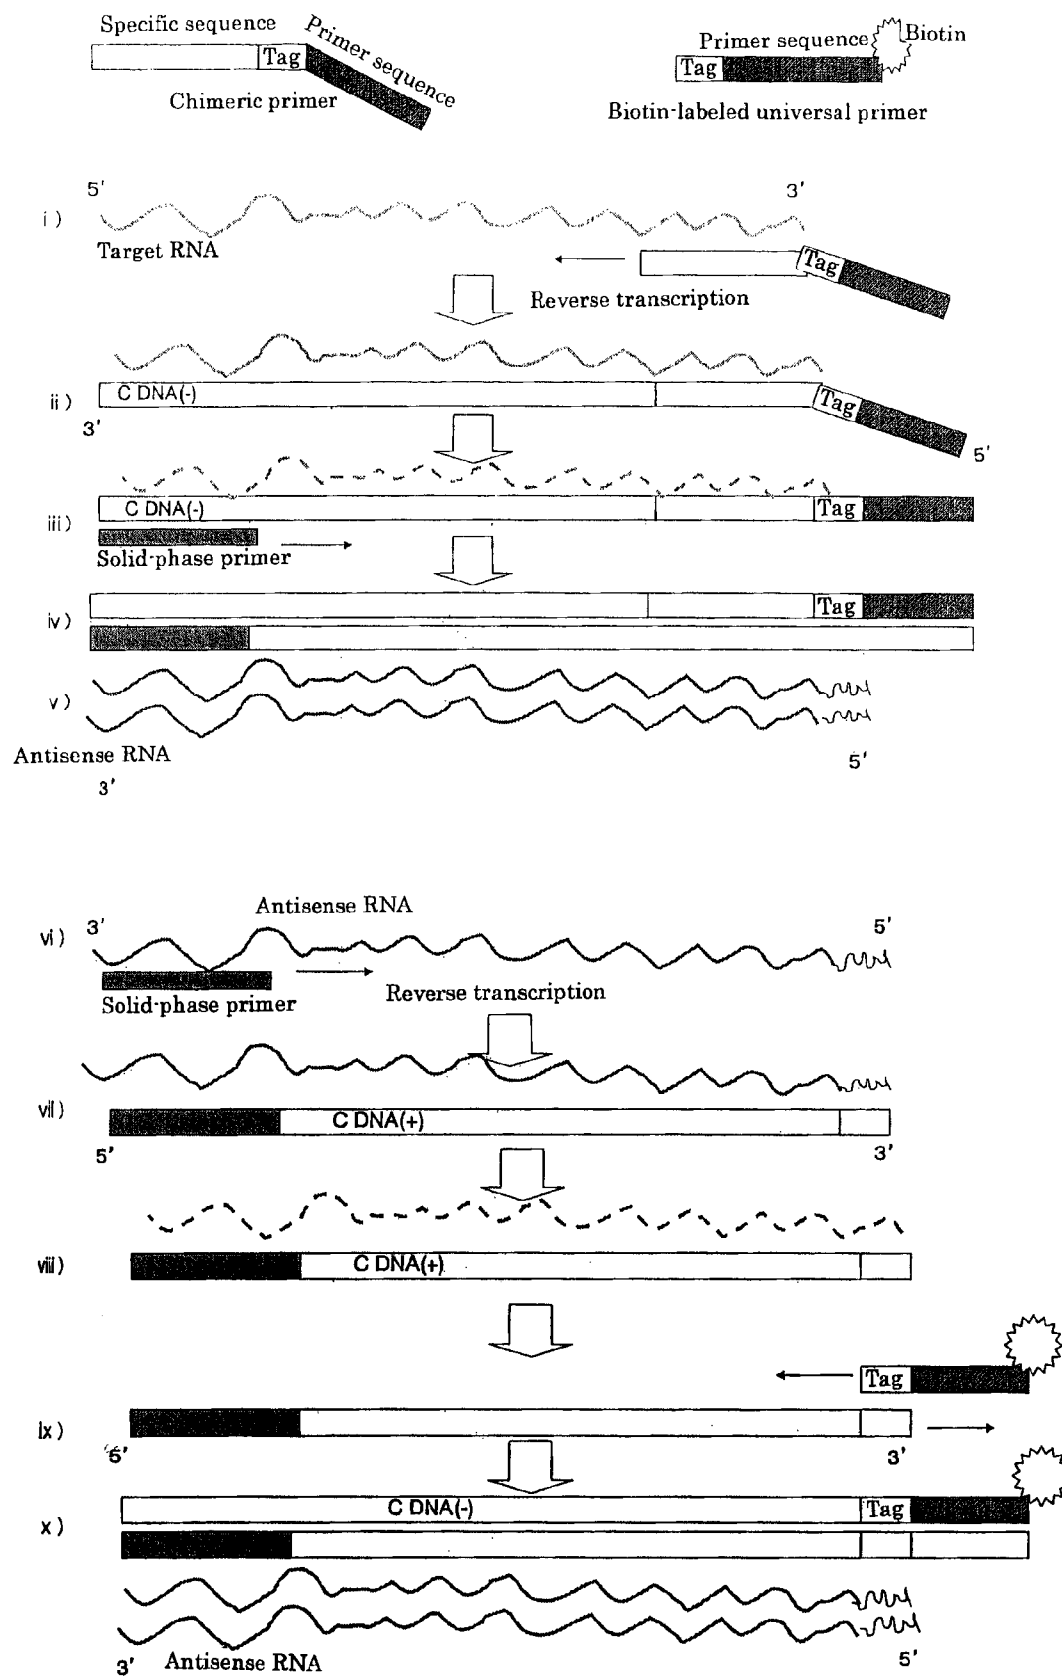 Specific sequence
Primer sequence
Tag
Chimeric primer
Biotin
Primer sequence
Tag
Biotin-labeled universal primer
5' 3'
i )
Target RNA
Tag
Reverse transcription
ii )
C DNA(-)
Tag
3' 5'
iii )
C DNA(-)
Tag
Solid-phase primer
iv )
Tag
v )
Antisense RNA
3' 5'
Antisense RNA
3' 5'
vi )
Solid-phase primer
Reverse transcription
vii)
C DNA(+)
5' 3'
viii)
C DNA(+)
Tag
ix )
5' 3'
C DNA(-)
Tag
x )
3' Antisense RNA 5'